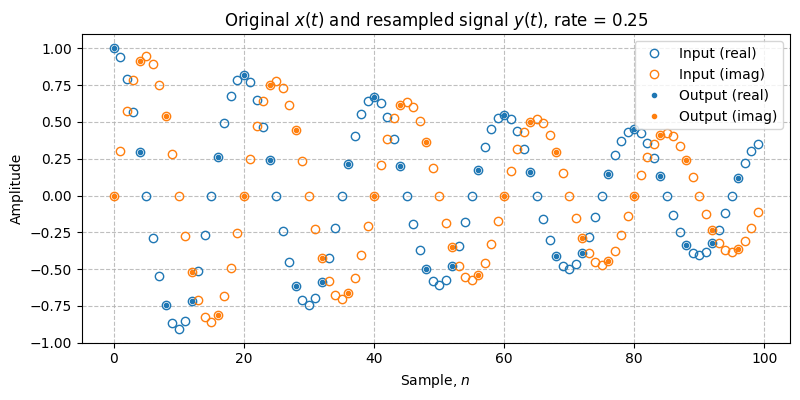 Original x(t) and resampled signal y(t), rate = 0.25
1.00
0.75
0.50
0.25
0.00
−0.25
−0.50
−0.75
−1.00
Amplitude
Input (real)
Input (imag)
Output (real)
Output (imag)
0 20 40 60 80 100
Sample, n